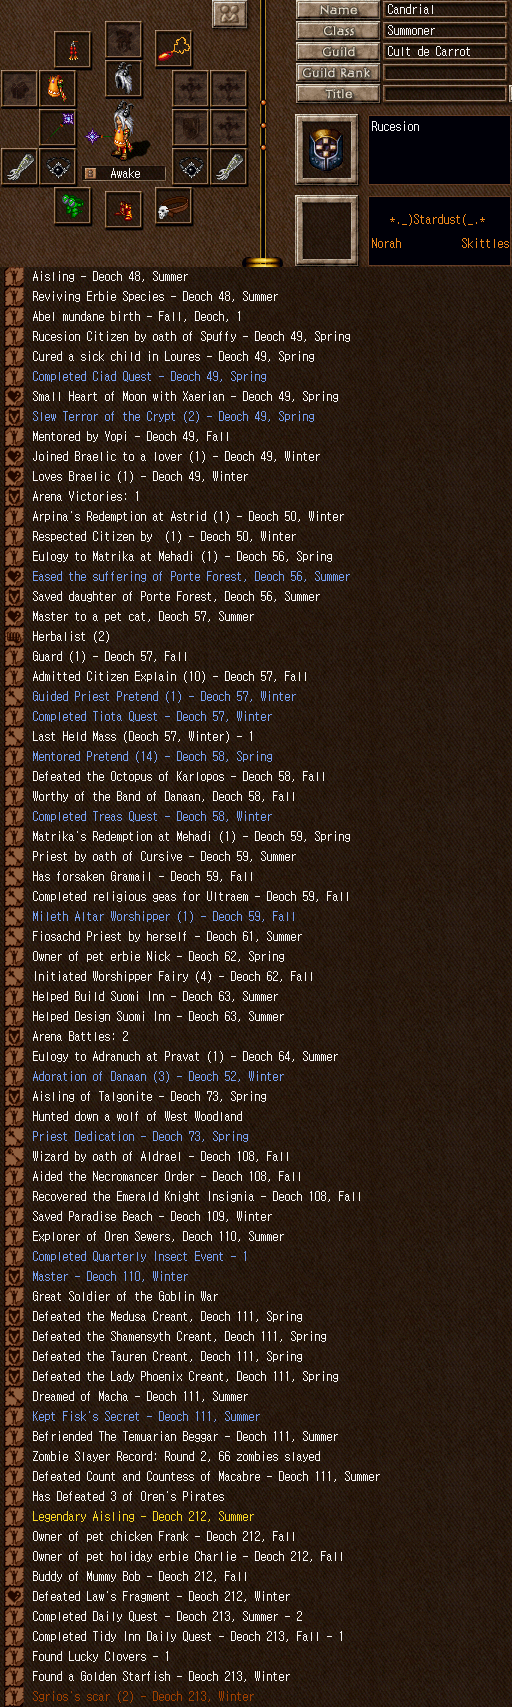 Name Candrial
Class Summoner
Guild Cult de Carrot
Guild Rank
Title
Rucesion
Awake
*._)Stardust(_.*
Norah Skittles
Aisling - Deoch 48, Summer
Reviving Erbie Species - Deoch 48, Summer
Abel mundane birth - Fall, Deoch, 1
Rucesion Citizen by oath of Spuffy - Deoch 49, Spring
Cured a sick child in Loures - Deoch 49, Spring
Completed Ciad Quest - Deoch 49, Spring
Small Heart of Moon with Xaerian - Deoch 49, Spring
Slew Terror of the Crypt (2) - Deoch 49, Spring
Mentored by Yopi - Deoch 49, Fall
Joined Braelic to a lover (1) - Deoch 49, Winter
Loves Braelic (1) - Deoch 49, Winter
Arena Victories: 1
Arpina's Redemption at Astrid (1) - Deoch 50, Winter
Respected Citizen by  (1) - Deoch 50, Winter
Eulogy to Matrika at Mehadi (1) - Deoch 56, Spring
Eased the suffering of Porte Forest, Deoch 56, Summer
Saved daughter of Porte Forest, Deoch 56, Summer
Master to a pet cat, Deoch 57, Summer
Herbalist (2)
Guard (1) - Deoch 57, Fall
Admitted Citizen Explain (10) - Deoch 57, Fall
Guided Priest Pretend (1) - Deoch 57, Winter
Completed Tiota Quest - Deoch 57, Winter
Last Held Mass (Deoch 57, Winter) - 1
Mentored Pretend (14) - Deoch 58, Spring
Defeated the Octopus of Karlopos - Deoch 58, Fall
Worthy of the Band of Danaan, Deoch 58, Fall
Completed Treas Quest - Deoch 58, Winter
Matrika's Redemption at Mehadi (1) - Deoch 59, Spring
Priest by oath of Cursive - Deoch 59, Summer
Has forsaken Gramail - Deoch 59, Fall
Completed religious geas for Ultraem - Deoch 59, Fall
Mileth Altar Worshipper (1) - Deoch 59, Fall
Fiosachd Priest by herself - Deoch 61, Summer
Owner of pet erbie Nick - Deoch 62, Spring
Initiated Worshipper Fairy (4) - Deoch 62, Fall
Helped Build Suomi Inn - Deoch 63, Summer
Helped Design Suomi Inn - Deoch 63, Summer
Arena Battles: 2
Eulogy to Adranuch at Pravat (1) - Deoch 64, Summer
Adoration of Danaan (3) - Deoch 52, Winter
Aisling of Talgonite - Deoch 73, Spring
Hunted down a wolf of West Woodland
Priest Dedication - Deoch 73, Spring
Wizard by oath of Aldrael - Deoch 108, Fall
Aided the Necromancer Order - Deoch 108, Fall
Recovered the Emerald Knight Insignia - Deoch 108, Fall
Saved Paradise Beach - Deoch 109, Winter
Explorer of Oren Sewers, Deoch 110, Summer
Completed Quarterly Insect Event - 1
Master - Deoch 110, Winter
Great Soldier of the Goblin War
Defeated the Medusa Creant, Deoch 111, Spring
Defeated the Shamensyth Creant, Deoch 111, Spring
Defeated the Tauren Creant, Deoch 111, Spring
Defeated the Lady Phoenix Creant, Deoch 111, Spring
Dreamed of Macha - Deoch 111, Summer
Kept Fisk's Secret - Deoch 111, Summer
Befriended The Temuarian Beggar - Deoch 111, Summer
Zombie Slayer Record: Round 2, 66 zombies slayed
Defeated Count and Countess of Macabre - Deoch 111, Summer
Has Defeated 3 of Oren's Pirates
Legendary Aisling - Deoch 212, Summer
Owner of pet chicken Frank - Deoch 212, Fall
Owner of pet holiday erbie Charlie - Deoch 212, Fall
Buddy of Mummy Bob - Deoch 212, Fall
Defeated Law's Fragment - Deoch 212, Winter
Completed Daily Quest - Deoch 213, Summer - 2
Completed Tidy Inn Daily Quest - Deoch 213, Fall - 1
Found Lucky Clovers - 1
Found a Golden Starfish - Deoch 213, Winter
Sgrios's scar (2) - Deoch 213, Winter